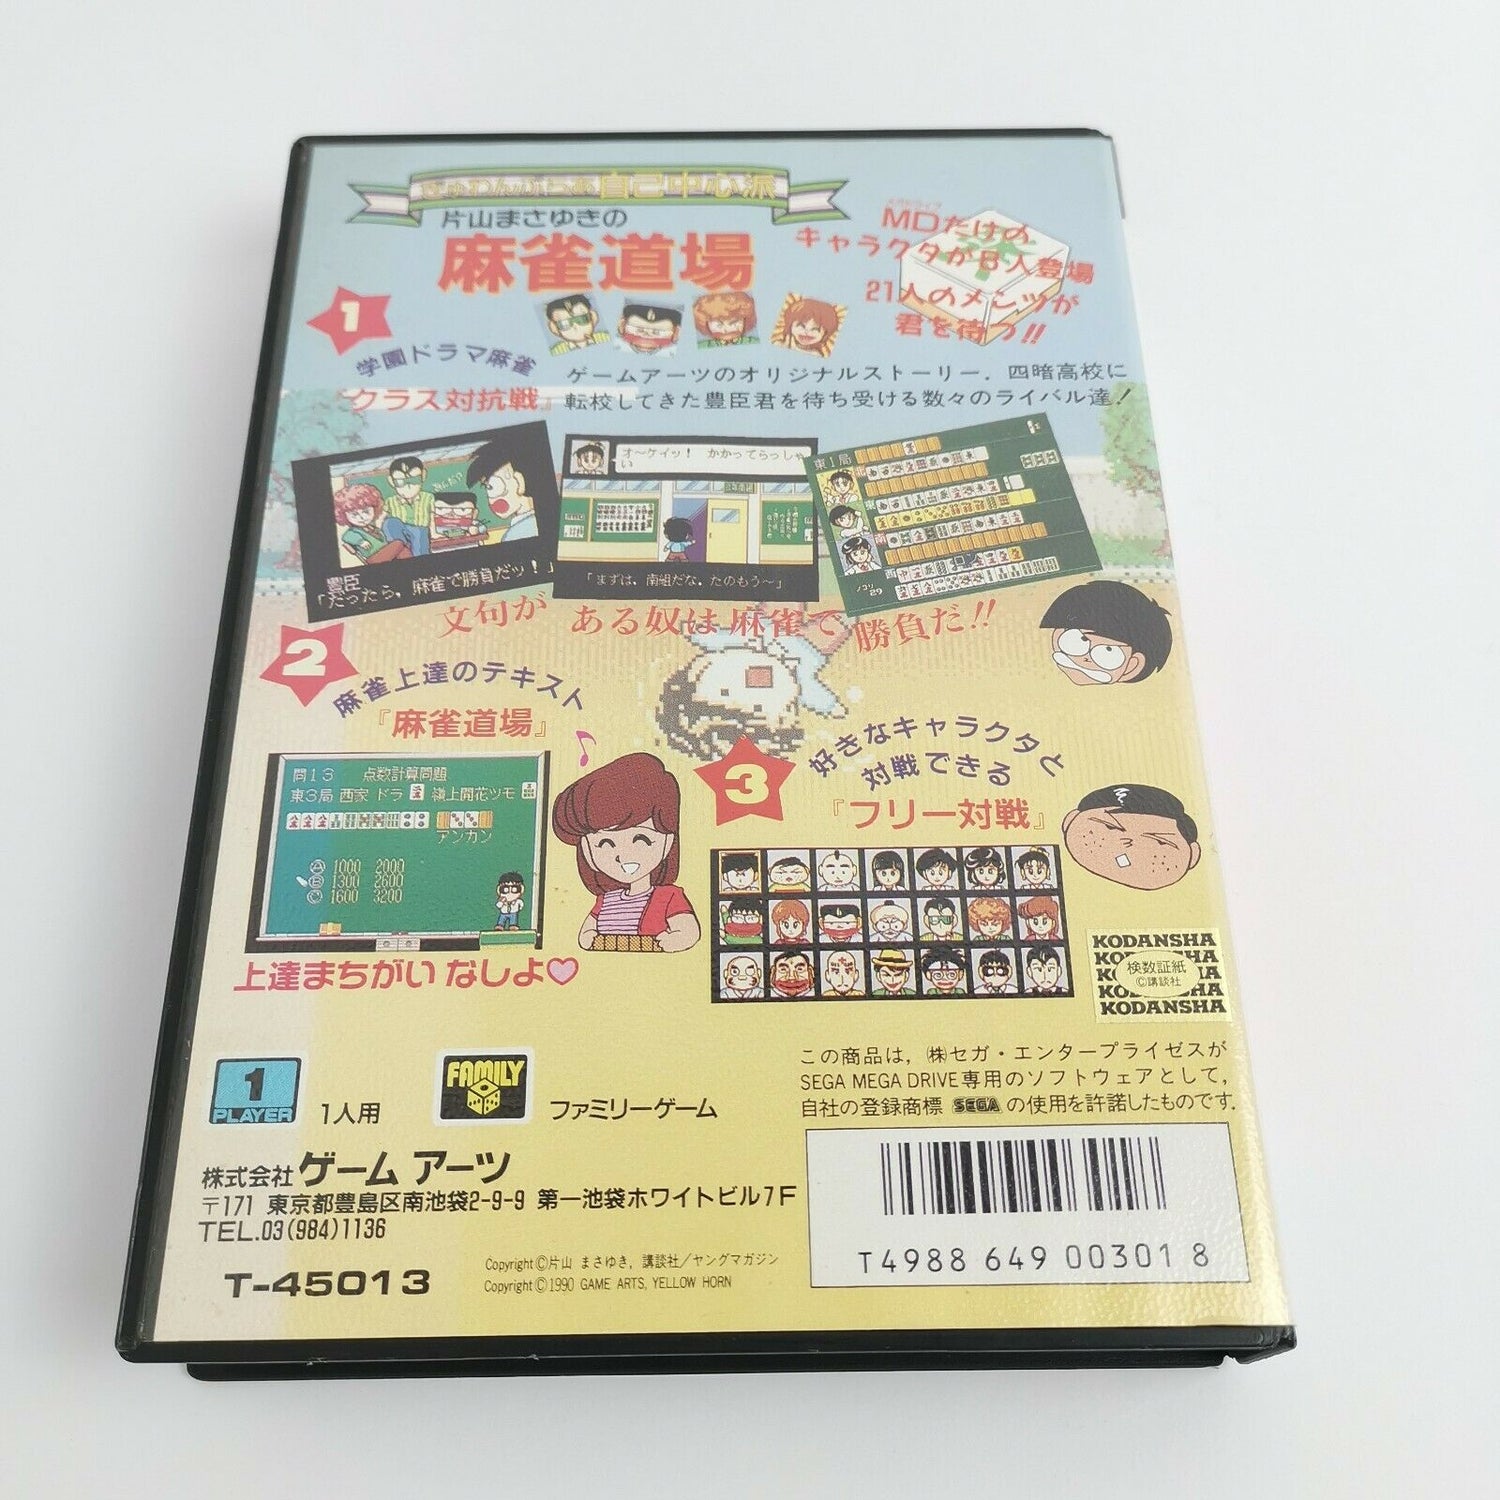 ぎゅわんぶらあ自己中心派
片山まさゆきの
麻雀道場
MDだけの
キャラクタが8人登場
21人のメンツが
君を待つ!!
1
学園ドラマ麻雀
『クラス対抗戦』
ゲームアーツのオリジナルストーリー．四暗高校に
転校してきた豊臣君を待ち受ける数々のライバル達！
豊臣
「だったら，麻雀で勝負だッ！」
オ〜ケイッ！ かかってらっしゃ
い
「まずは，南組だな．たのもう〜」
東1局
ノコリ
29
文句が ある奴は麻雀で勝負だ!!
2
麻雀上達のテキスト
『麻雀道場』
問13 点数計算問題
東3局 西家 ドラ 嶺上開花ツモ
アンカン
Ⓐ 1000 2000
Ⓑ 1300 2600
Ⓒ 1600 3200
上達まちがいなしよ♡
3
好きなキャラクタと
対戦できる
『フリー対戦』
KODANSHA
検数証紙
©講談社
KODANSHA
1
PLAYER
1人用
FAMILY
ファミリーゲーム
この商品は，㈱セガ・エンタープライゼスが
SEGA MEGA DRIVE専用のソフトウェアとして，
自社の登録商標 SEGA の使用を許諾したものです．
株式会社ゲームアーツ
〒171 東京都豊島区南池袋2-9-9 第一池袋ホワイトビル7F
TEL.03(984)1136
T-45013
Copyright©片山 まさゆき，講談社／ヤングマガジン
Copyright©1990 GAME ARTS, YELLOW HORN
T4988 649 00301 8